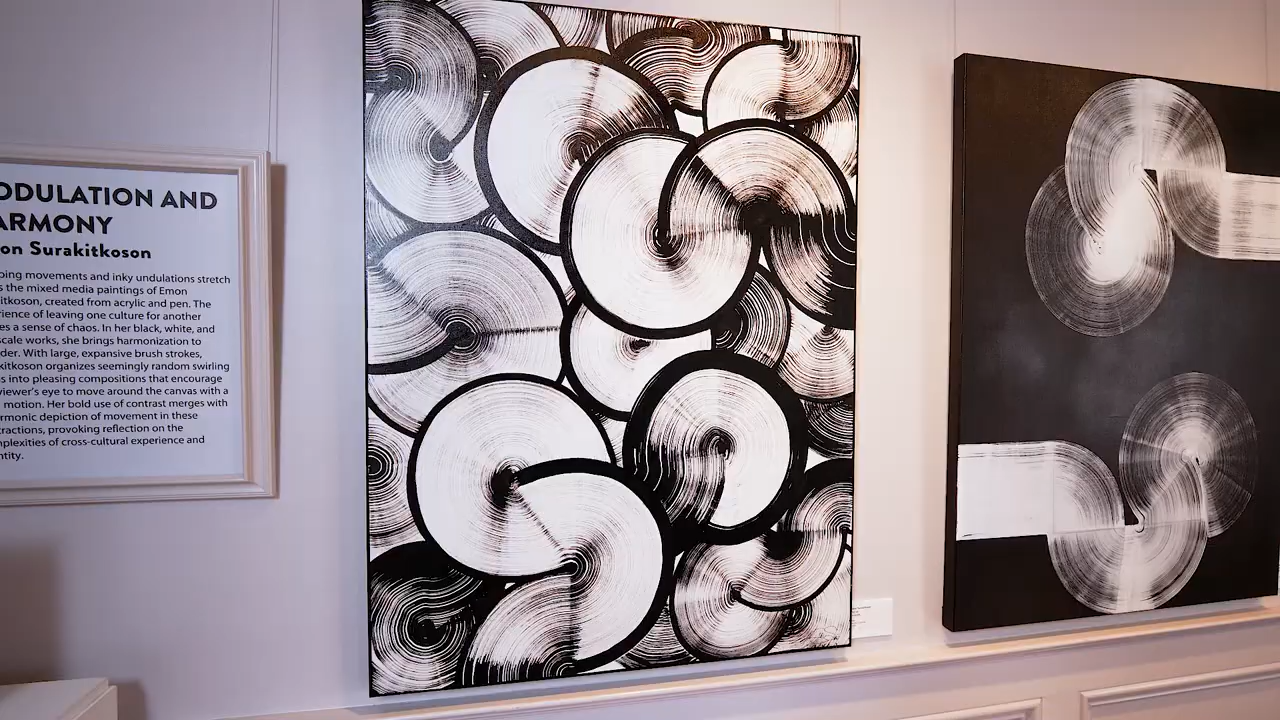 ODULATION AND
ARMONY
on Surakitkoson
ping movements and inky undulations stretch
s the mixed media paintings of Emon
itkoson, created from acrylic and pen. The
rience of leaving one culture for another
es a sense of chaos. In her black, white, and
scale works, she brings harmonization to
der. With large, expansive brush strokes,
kitkoson organizes seemingly random swirling
s into pleasing compositions that encourage
viewer's eye to move around the canvas with a
motion. Her bold use of contrast merges with
rmonic depiction of movement in these
tractions, provoking reflection on the
mplexities of cross-cultural experience and
ntity.